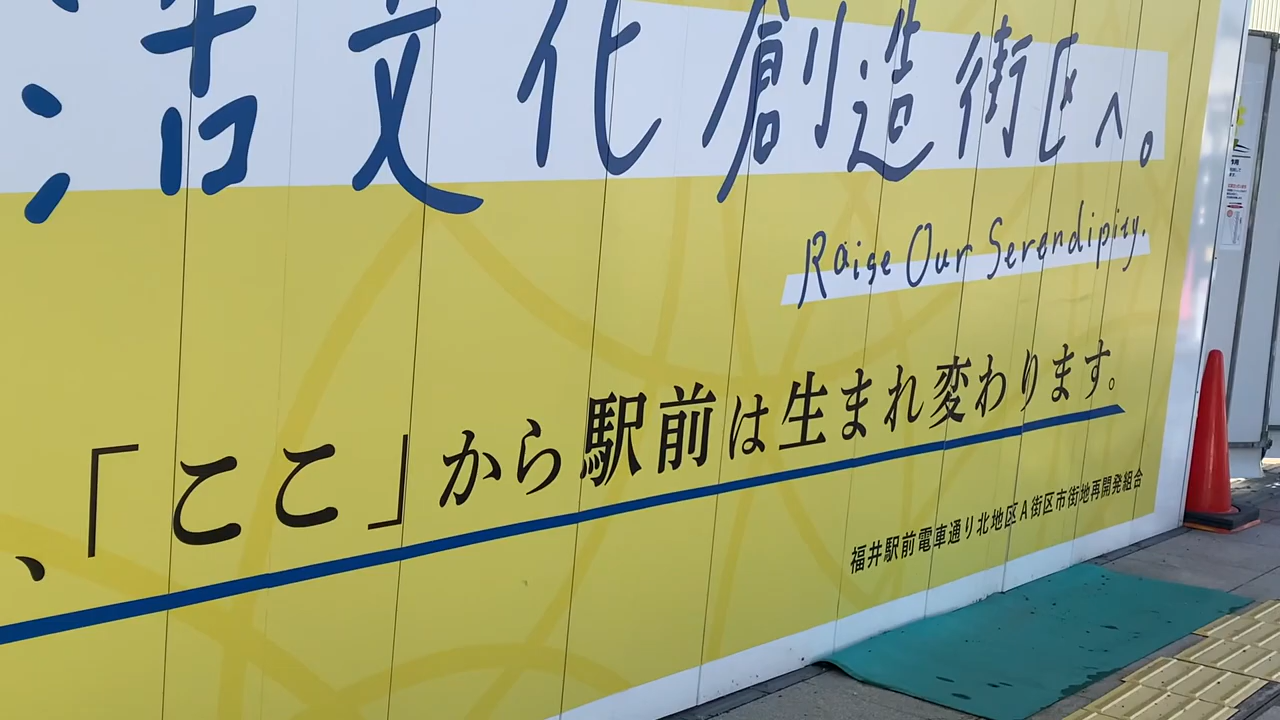 活文化創造街区へ。
Raise Our Serendipity.
、「ここ」から駅前は生まれ変わります。
福井駅前電車通り北地区A街区市街地再開発組合